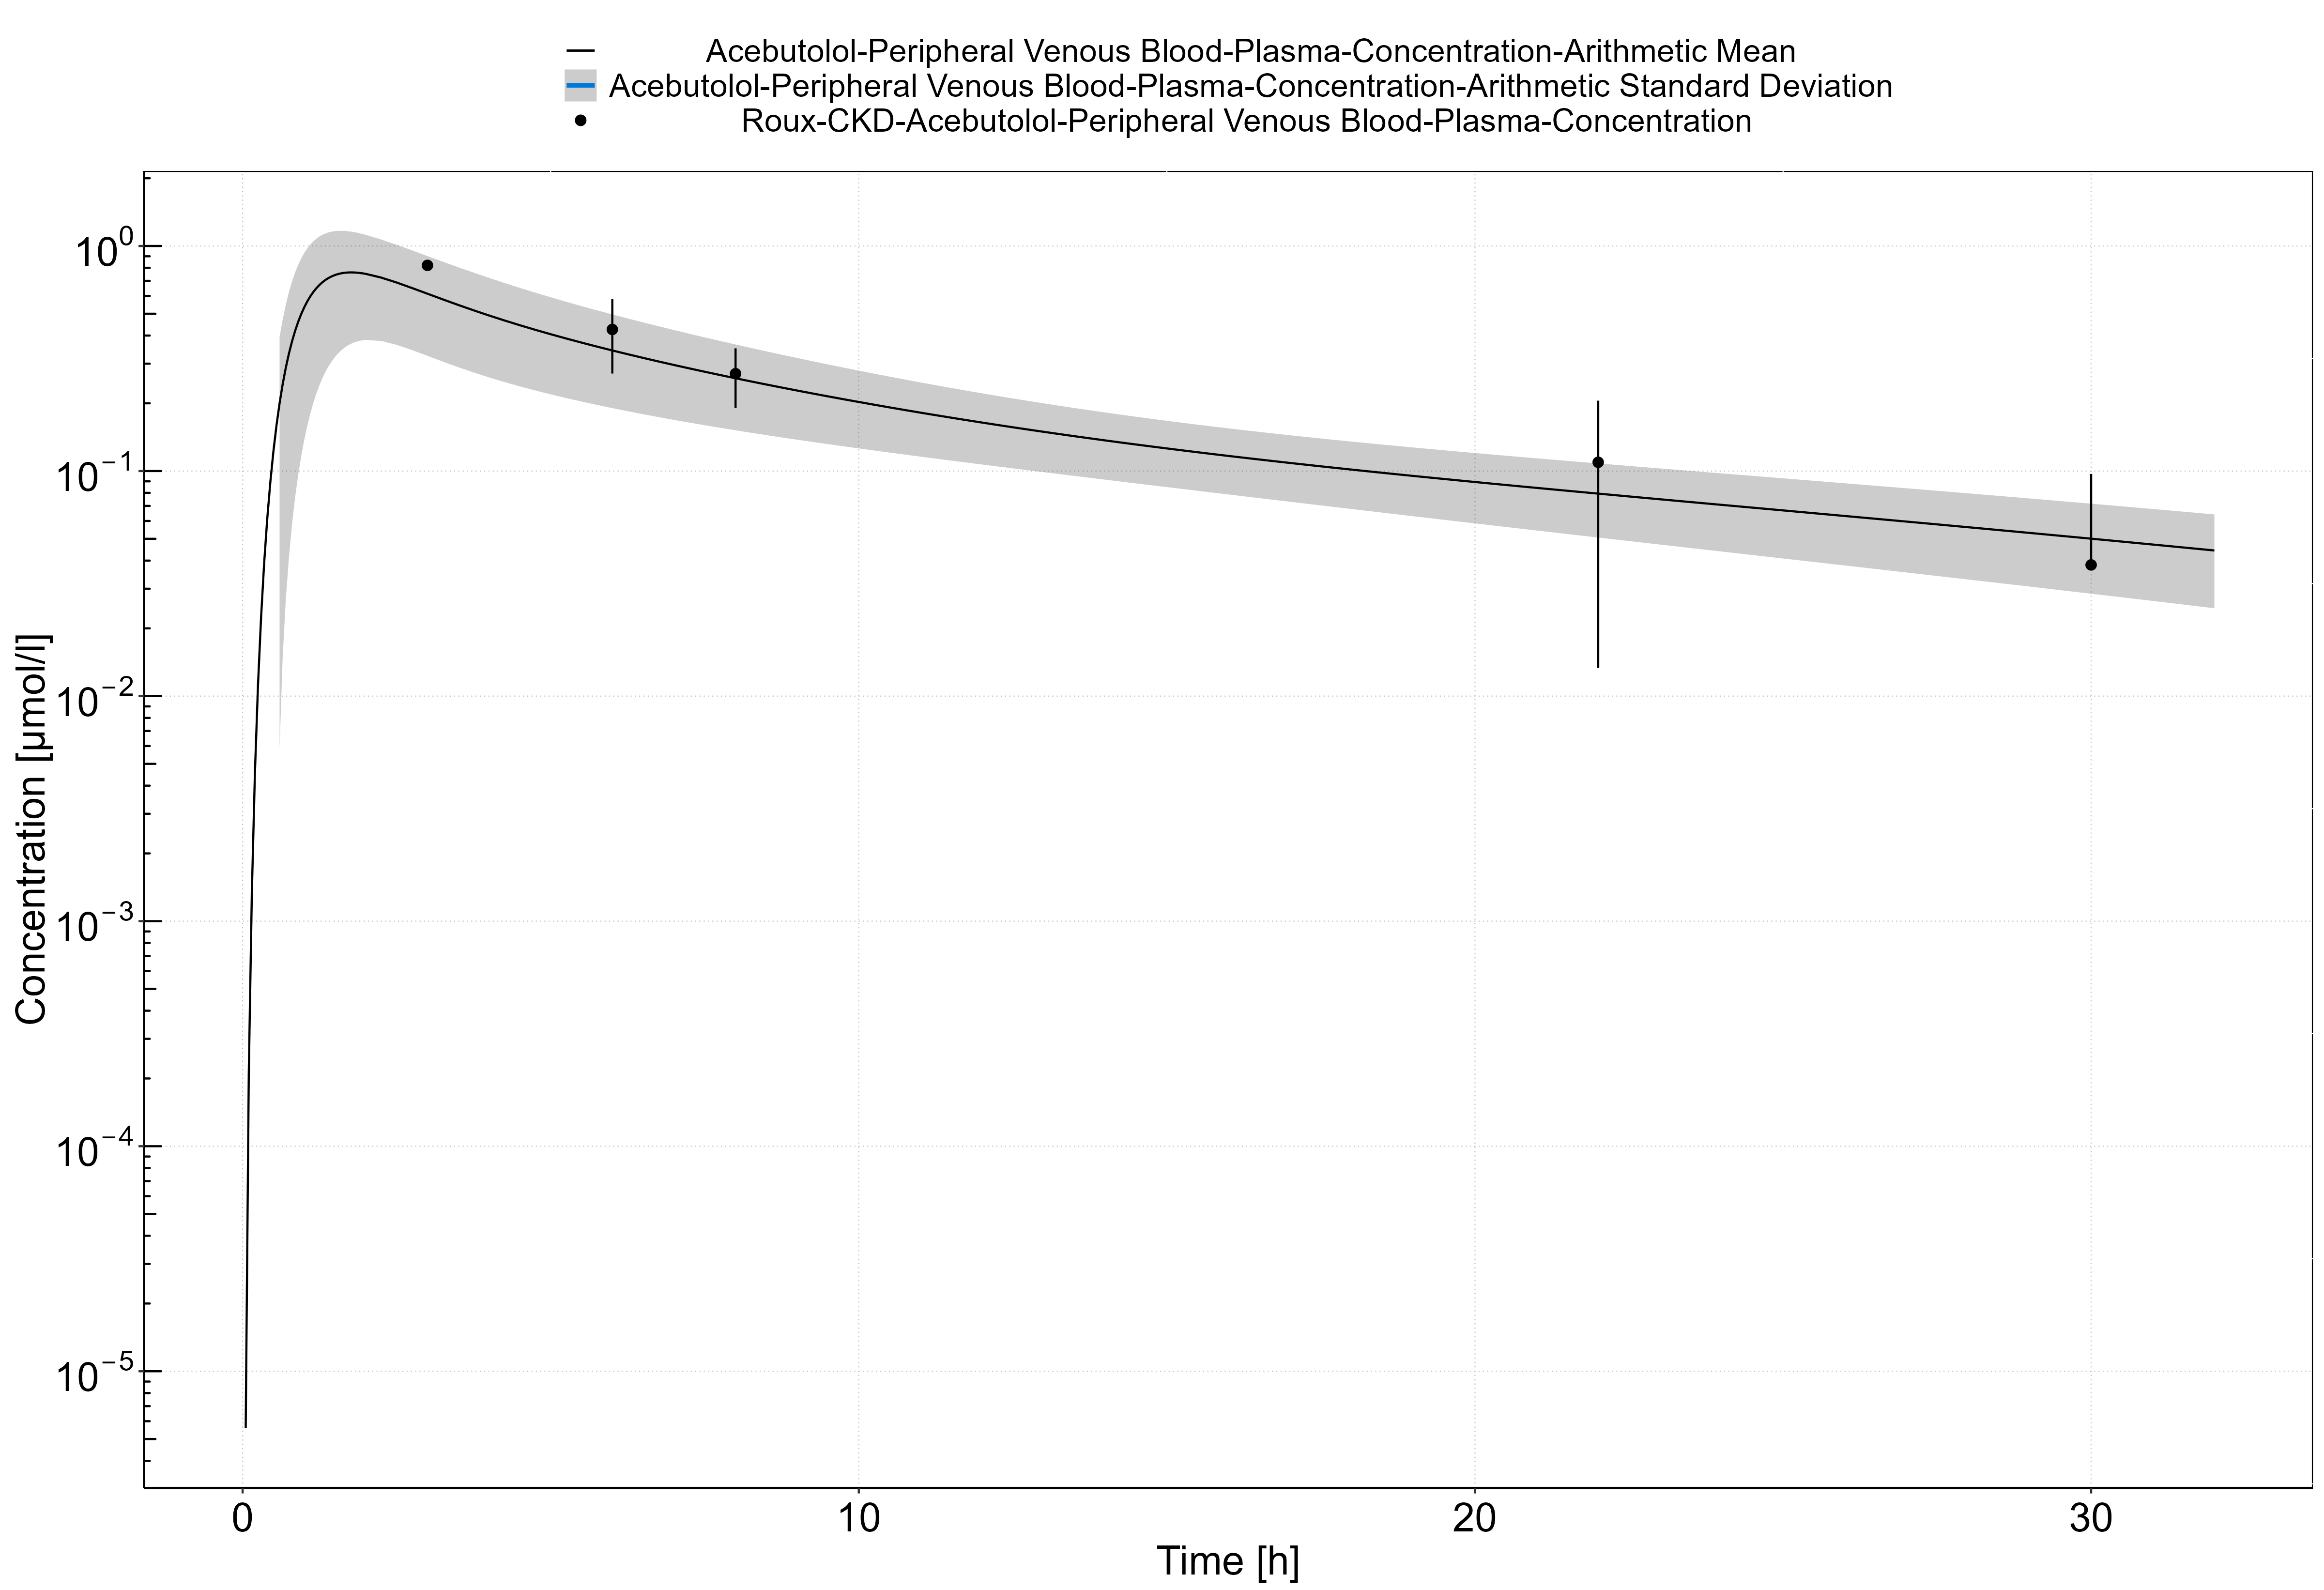 Acebutolol-Peripheral Venous Blood-Plasma-Concentration-Arithmetic Mean
Acebutolol-Peripheral Venous Blood-Plasma-Concentration-Arithmetic Standard Deviation
Roux-CKD-Acebutolol-Peripheral Venous Blood-Plasma-Concentration
10⁰
10⁻¹
10⁻²
10⁻³
10⁻⁴
10⁻⁵
Concentration [µmol/l]
0 10 20 30
Time [h]